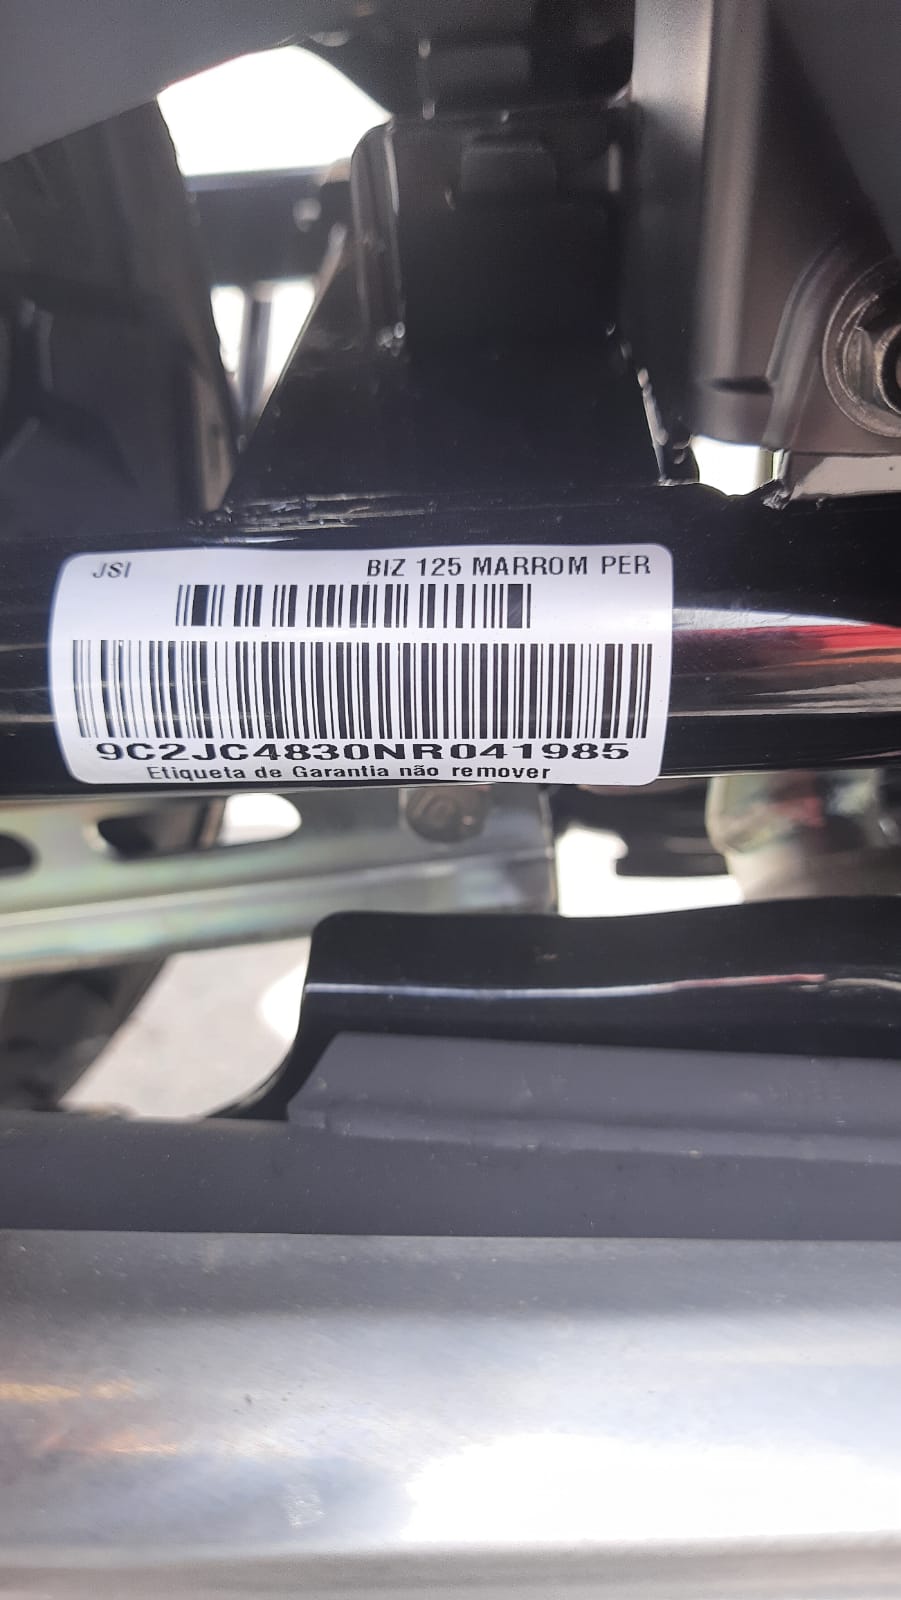 JSI BIZ 125 MARROM PER
9C2JC4830NR041985
Etiqueta de Garantia não remover